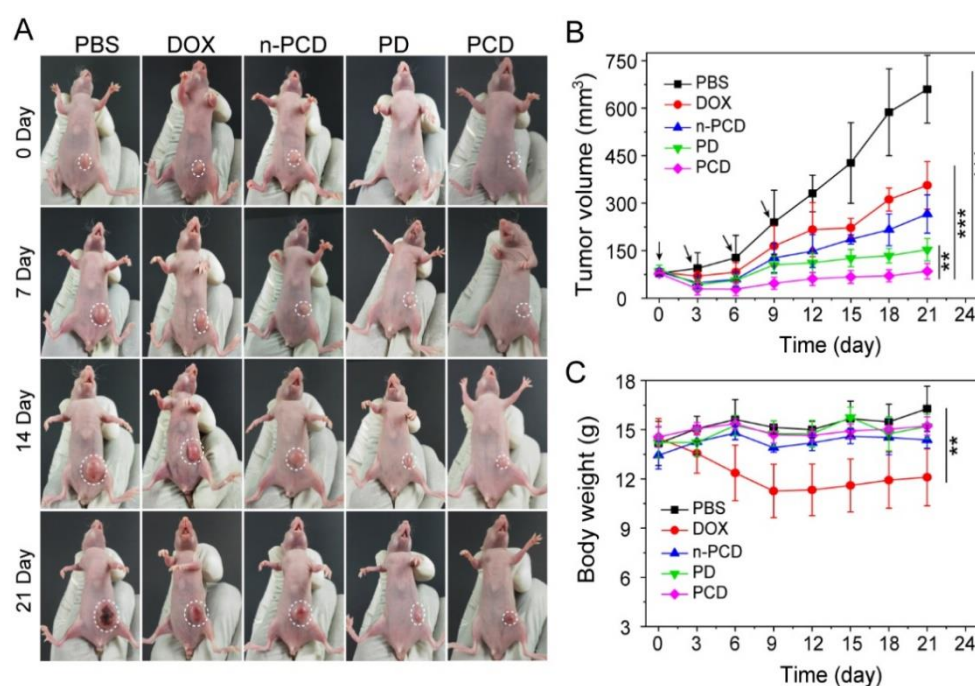 A
PBS DOX n-PCD PD PCD
0 Day
7 Day
14 Day
21 Day
B
Tumor volume (mm³)
750
600
450
300
150
0
PBS
DOX
n-PCD
PD
PCD
***
**
0 3 6 9 12 15 18 21 24
Time (day)
C
Body weight (g)
18
15
12
9
6
3
**
PBS
DOX
n-PCD
PD
PCD
0 3 6 9 12 15 18 21 24
Time (day)